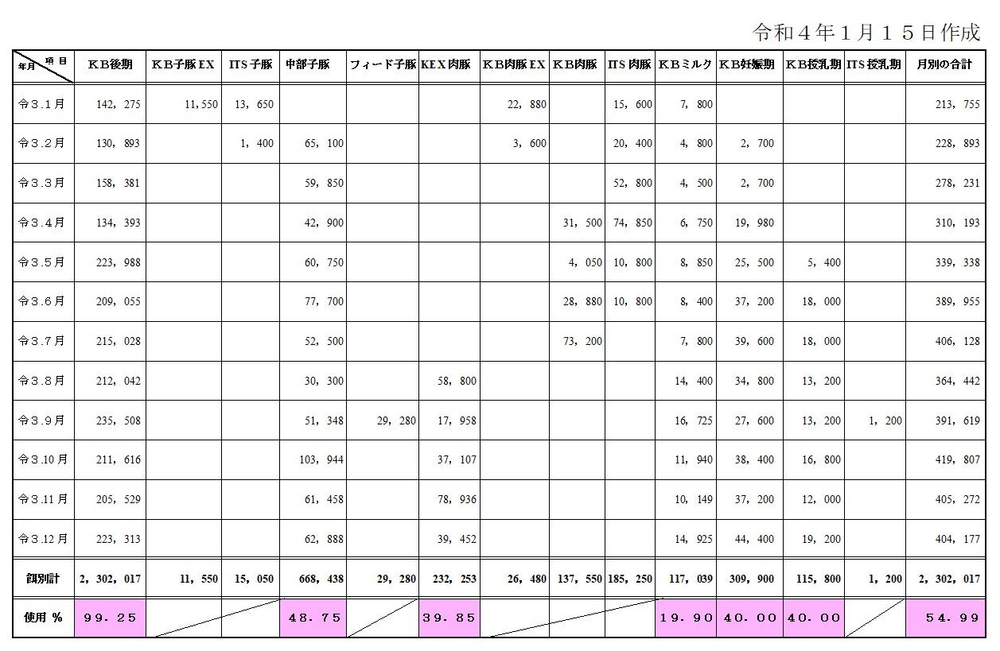 令和４年１月１５日作成
項目 年月 ＫＢ後期 ＫＢ子豚EX ITS子豚 中部子豚 フィード子豚 KEX肉豚 ＫＢ肉豚EX ＫＢ肉豚 ITS肉豚 ＫＢミルク ＫＢ妊娠期 ＫＢ授乳期 ITS授乳期 月別の合計
令３.１月 142，275 11,550 13，650 22，880 15，600 7，800 213，755
令３.２月 130，893 1，400 65，100 3，600 20，400 4，800 2，700 228，893
令３.３月 158，381 59，850 52，800 4，500 2，700 278，231
令３.４月 134，393 42，900 31，500 74，850 6，750 19，980 310，193
令３.５月 223，988 60，750 4，050 10，800 8，850 25，500 5，400 339，338
令３.６月 209，055 77，700 28，880 10，800 8，400 37，200 18，000 389，955
令３.７月 215，028 52，500 73，200 7，800 39，600 18，000 406，128
令３.８月 212，042 30，300 58，800 14，400 34，800 13，200 364，442
令３.９月 235，508 51，348 29，280 17，958 16，725 27，600 13，200 1，200 391，619
令３.10月 211，616 103，944 37，107 11，940 38，400 16，800 419，807
令３.11月 205，529 61，458 78，936 10，149 37，200 12，000 405，272
令３.12月 223，313 62，888 39，452 14，925 44，400 19，200 404，177
餌別計 2，302，017 11，550 15，050 668，438 29，280 232，253 26，480 137，550 185，250 117，039 309，900 115，800 1，200 2，302，017
使用 % ９９．２５ ４８．７５ ３９．８５ １９．９０ ４０．００ ４０．００ ５４．９９